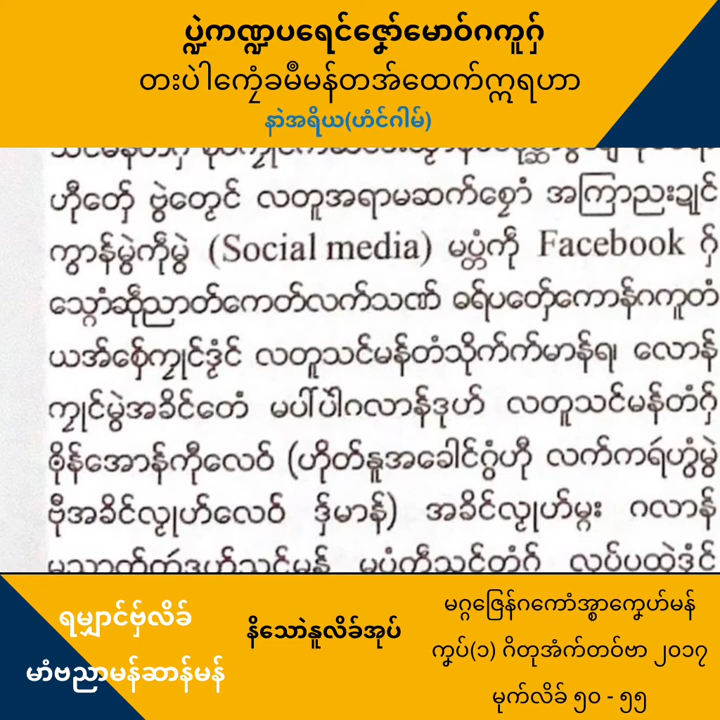 ပ္ဍဲကဏ္ဍပရေင်ဇၞော်မောဝ်ဂကူဂှ်
တးပဲါကၠေံခမဳမန်တအ်ထေက်ဣရဟာ
နာဲအရိယ(ဟံင်ဂါမ်)
ဟီုတှေ် ဗွဲတၟေင် လတူအရာမဆက်စၠောံ အကြာညးဍုင်
ကွာန်မွဲကဵုမွဲ (Social media) မပ္တံကဵု Facebook ဂှ်
သ္ဂောံဆဵုညာတ်ကေတ်လက်သဏ် ဓရ်ပတှေ်ကောန်ဂကူတံ
ယအ်စှေ်ကၠုင်ဒၟံင် လတူသင်မန်တံသိုက်က်မာန်ရ၊ လောန်
ကၠုင်မွဲအခိင်တေံ မပါ်ပါဲဂလာန်ဒုဟ် လတူသင်မန်တံဂှ်
စိုန်အောန်ကီုလေဝ် (ဟိုတ်နူအခေါင်ဂွံဟီု လက်ကရဴဟွံမွဲ
ဗီုအခိင်လၟုဟ်လေဝ် ဒှ်မာန်) အခိင်လၟုဟ်မ္ဂး ဂလာန်
ရမျှာင်ဗှ်လိခ်
မာံဗညာမန်ဆာန်မန်
နိသောဲနူလိခ်အုပ်
မဂ္ဂဇြေန်ဂကောံအ္စာကၞေဟ်မန်
ကၞပ်(၁) ဂိတုအံက်တဝ်ဗာ ၂၀၁၇
မုက်လိခ် ၅၀ - ၅၅